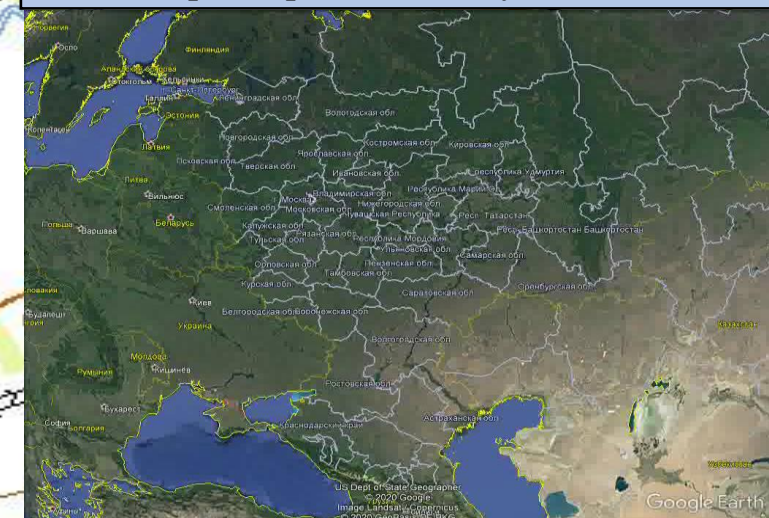 Осло
Финляндия
Стокгольм
Таллин
Санкт-Петербург
Ленинградская обл
Эстония
Вологодская обл
Копенгаген
Латвия
Новгородская обл
Костромская обл
Кировская обл
Псковская обл
Ярославская обл
Тверская обл
Ивановская обл
Республика Удмуртия
Литва
Вильнюс
Москва
Владимирская обл
Республика Марий
Смоленская обл
Московская обл
Нижегородская обл
Чувашская Республика
Респ Татарстан
Польша
Варшава
Беларусь
Калужская обл
Рязанская обл
Тульская обл
Республика Мордовия
Респ Башкортостан Башкортостан
Ульяновская обл
Самарская обл
Орловская обл
Пензенская обл
Тамбовская обл
Курская обл
Саратовская обл
Оренбургская обл
Киев
Белгородская обл
Воронежская обл
Украина
Казахстан
Волгоградская обл
Молдова
Кишинёв
Румыния
Ростовская обл
Бухарест
София
Болгария
Краснодарский край
Астраханская обл
Узбекистан
US Dept of State Geographer
© 2020 Google
Image Landsat / Copernicus
Google Earth